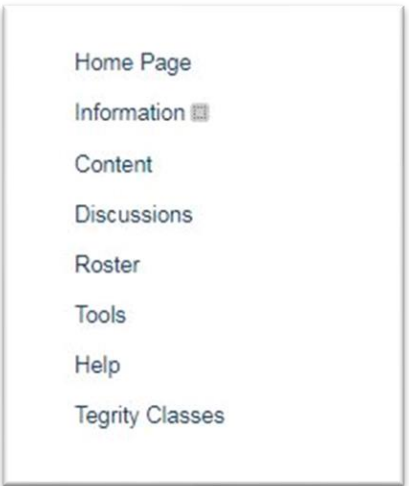 Home Page
Information
Content
Discussions
Roster
Tools
Help
Tegrity Classes